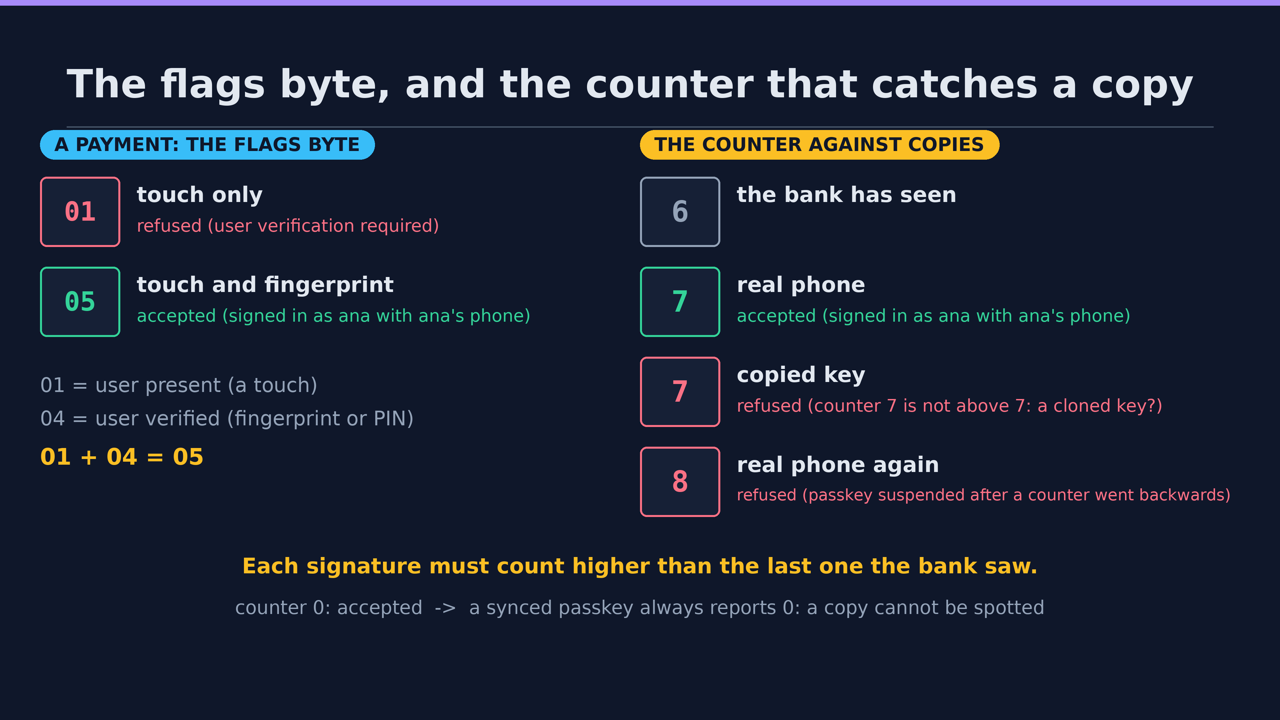 The flags byte, and the counter that catches a copy
A PAYMENT: THE FLAGS BYTE
01
touch only
refused (user verification required)
05
touch and fingerprint
accepted (signed in as ana with ana's phone)
01 = user present (a touch)
04 = user verified (fingerprint or PIN)
01 + 04 = 05
THE COUNTER AGAINST COPIES
6
the bank has seen
7
real phone
accepted (signed in as ana with ana's phone)
7
copied key
refused (counter 7 is not above 7: a cloned key?)
8
real phone again
refused (passkey suspended after a counter went backwards)
Each signature must count higher than the last one the bank saw.
counter 0: accepted -> a synced passkey always reports 0: a copy cannot be spotted